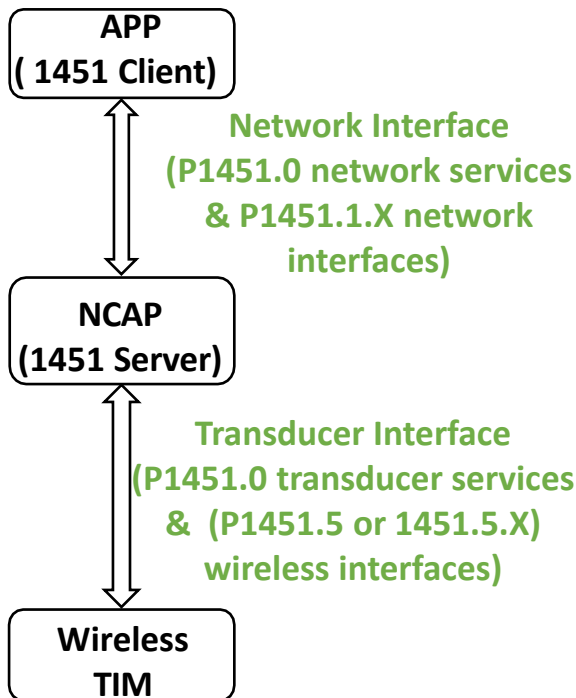 APP
( 1451 Client)
Network Interface
(P1451.0 network services
& P1451.1.X network
interfaces)
NCAP
(1451 Server)
Transducer Interface
(P1451.0 transducer services
& (P1451.5 or 1451.5.X)
wireless interfaces)
Wireless
TIM